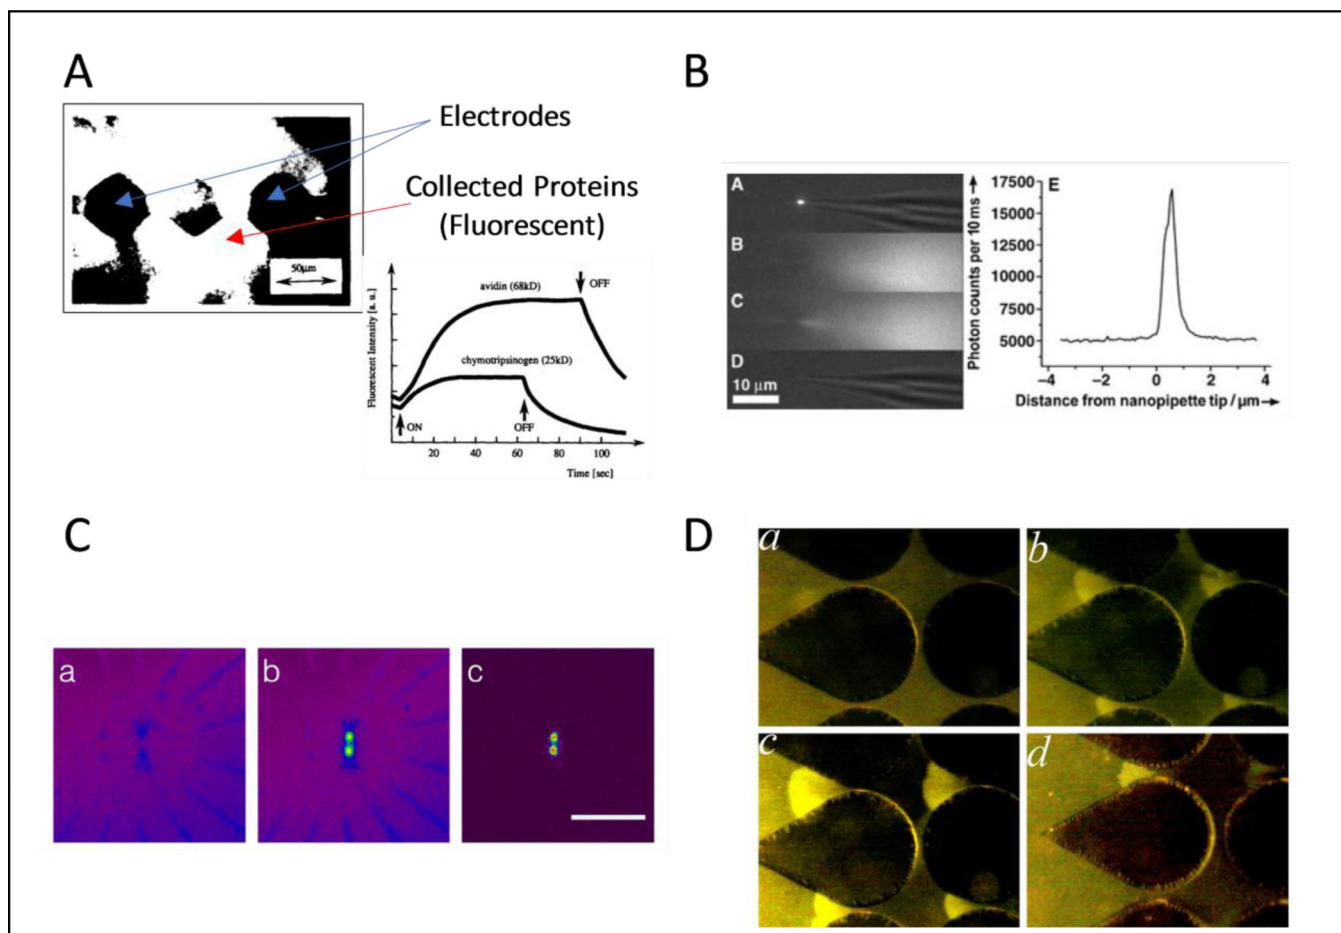 A
Electrodes
Collected Proteins
(Fluorescent)
50μm
Fluorescent Intensity [a. u.]
avidin (68kD)
OFF
chymotripsinogen (25kD)
ON
OFF
20 40 60 80 100
Time [sec]
B
A
B
C
D
10 μm
Photon counts per 10 ms →
17500
15000
12500
10000
7500
5000
E
−4 −2 0 2 4
Distance from nanopipette tip / μm →
C
a
b
c
D
a
b
c
d